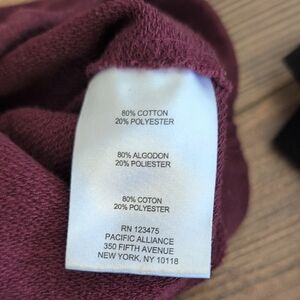 80% COTTON
20% POLYESTER
80% ALGODON
20% POLIESTER
80% COTON
20% POLYESTER
RN 123475
PACIFIC ALLIANCE
350 FIFTH AVENUE
NEW YORK, NY 10118